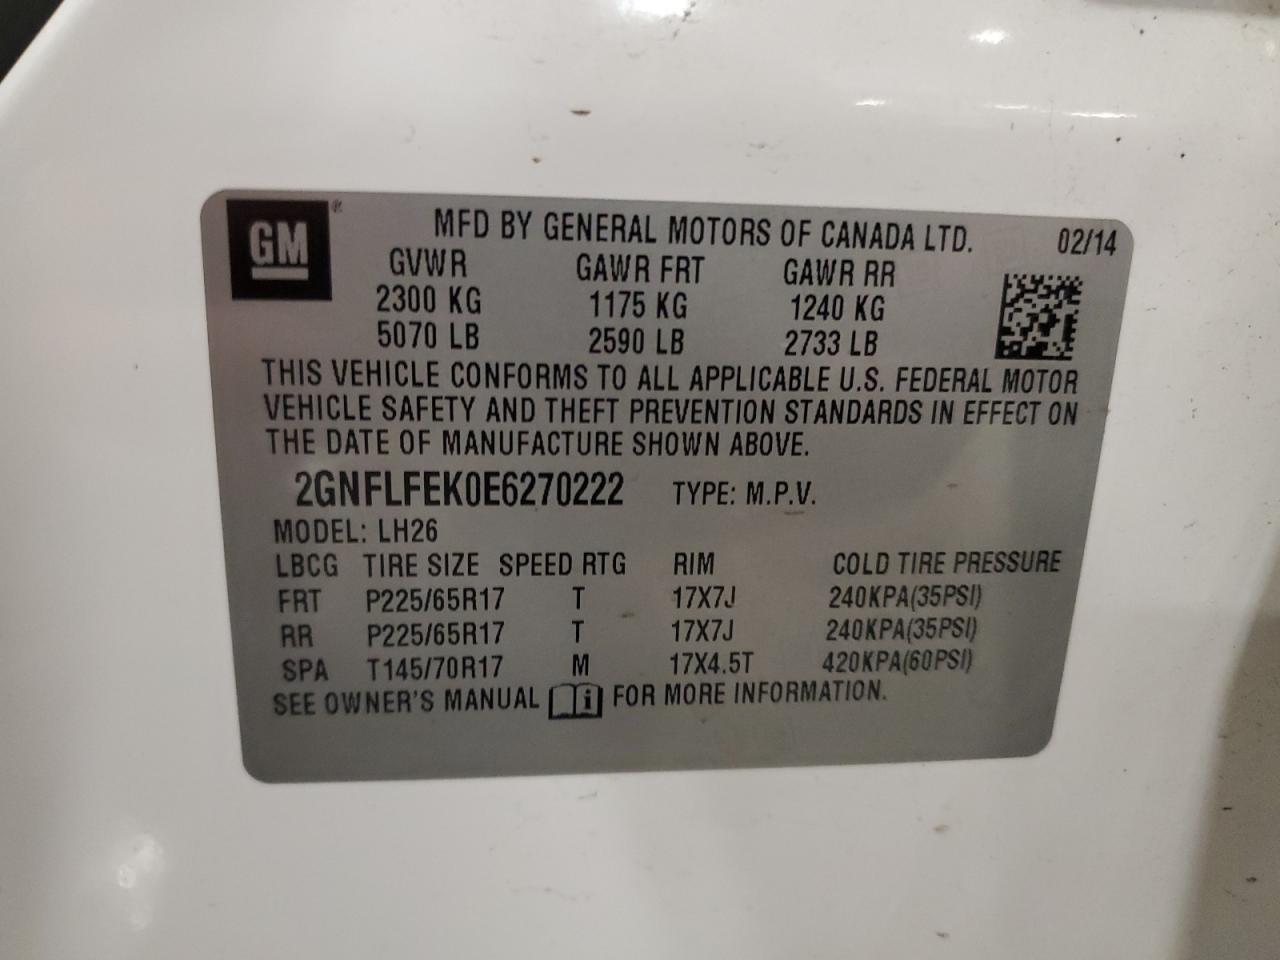 GM ®
MFD BY GENERAL MOTORS OF CANADA LTD. 02/14
GVWR GAWR FRT GAWR RR
2300 KG 1175 KG 1240 KG
5070 LB 2590 LB 2733 LB
THIS VEHICLE CONFORMS TO ALL APPLICABLE U.S. FEDERAL MOTOR
VEHICLE SAFETY AND THEFT PREVENTION STANDARDS IN EFFECT ON
THE DATE OF MANUFACTURE SHOWN ABOVE.
2GNFLFEK0E6270222 TYPE: M.P.V.
MODEL: LH26
LBCG TIRE SIZE SPEED RTG RIM COLD TIRE PRESSURE
FRT P225/65R17 T 17X7J 240KPA(35PSI)
RR P225/65R17 T 17X7J 240KPA(35PSI)
SPA T145/70R17 M 17X4.5T 420KPA(60PSI)
SEE OWNER'S MANUAL i FOR MORE INFORMATION.